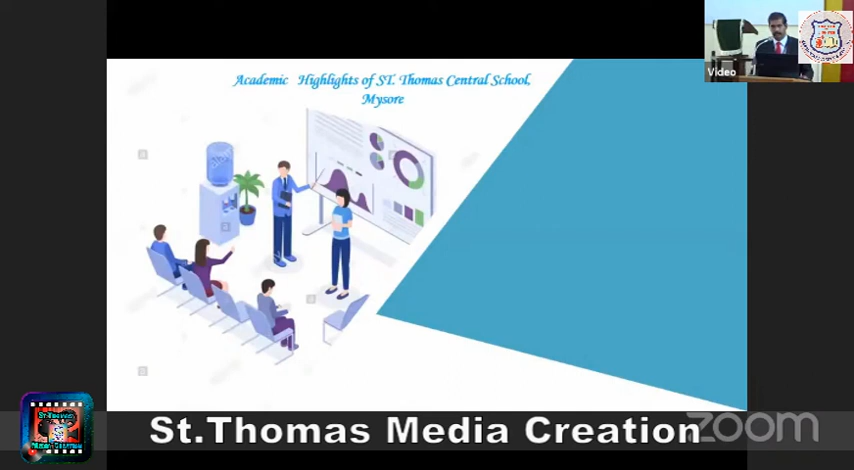 Academic Highlights of ST. Thomas Central School,
Mysore
Video
St.Thomas Media Creation
zoom